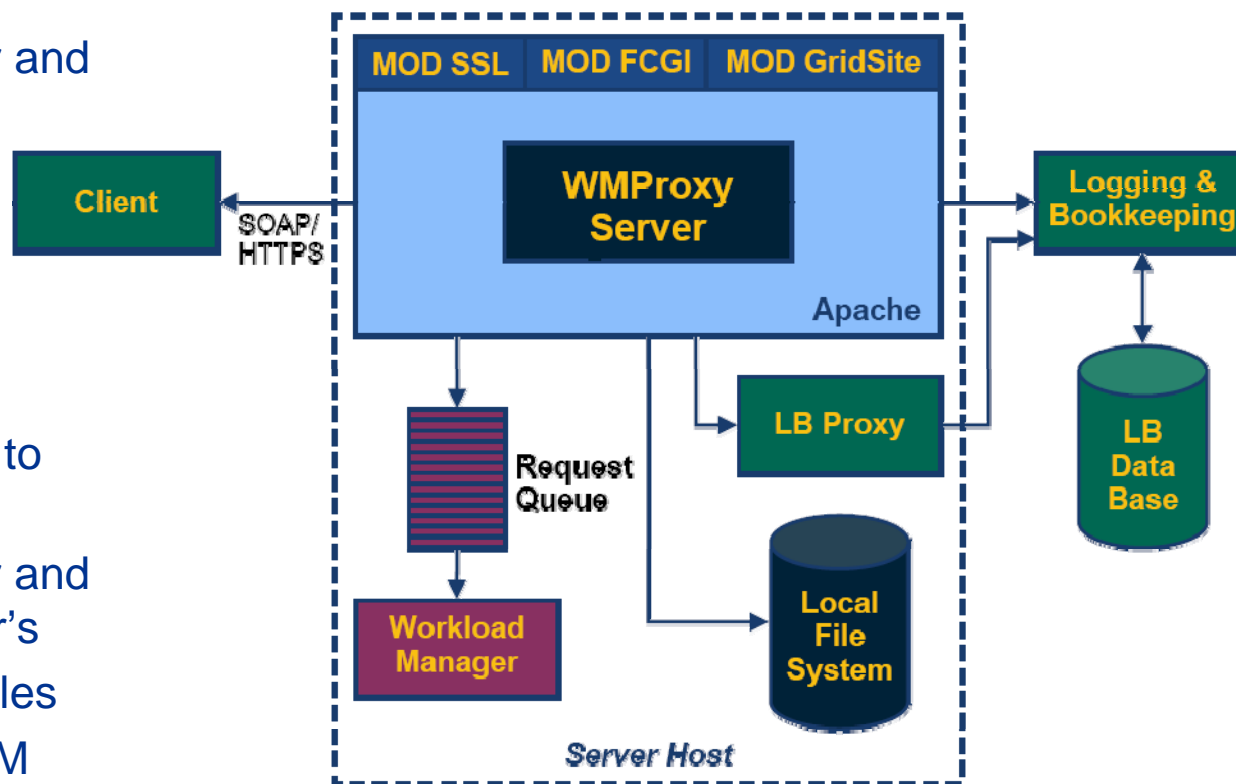 y and
to
y and
r's
les
M
MOD SSL MOD FCGI MOD GridSite
WMProxy
Server
Apache
Client
SOAP/
HTTPS
Logging &
Bookkeeping
LB Proxy
LB
Data
Base
Request
Queue
Workload
Manager
Local
File
System
Server Host